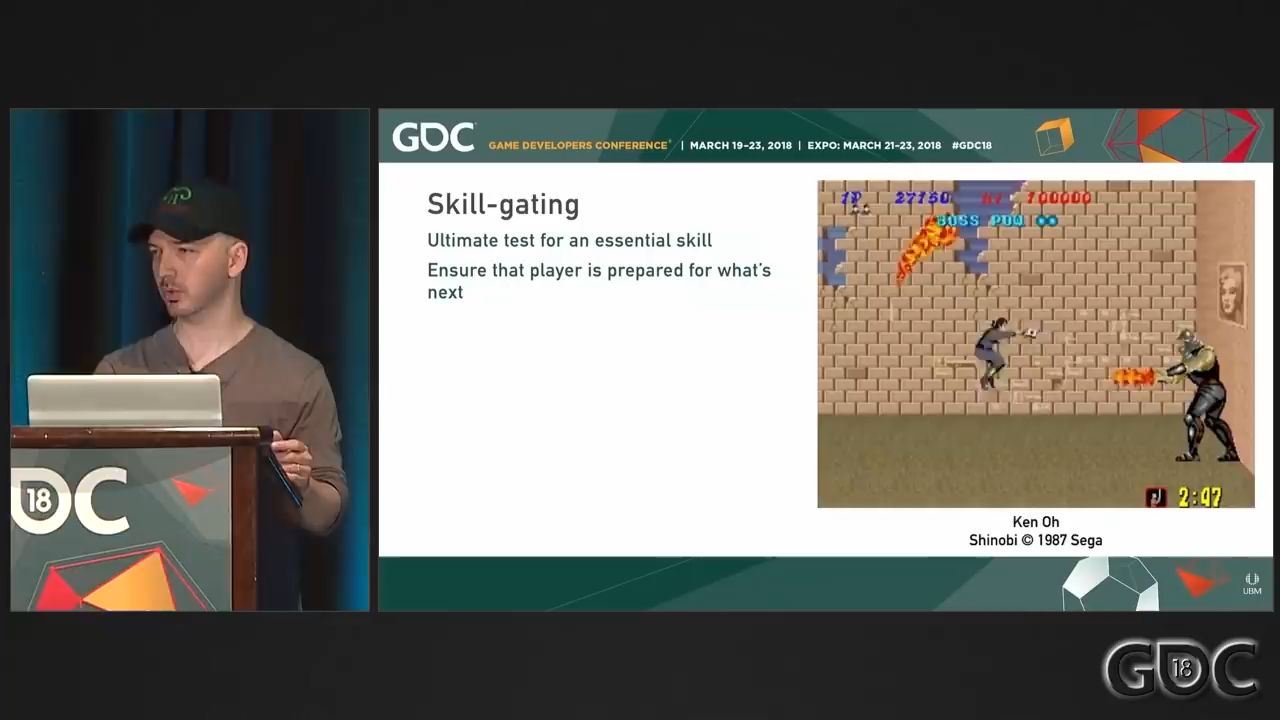 GDC
GAME DEVELOPERS CONFERENCE | MARCH 19–23, 2018 | EXPO: MARCH 21–23, 2018 #GDC18
Skill-gating
Ultimate test for an essential skill
Ensure that player is prepared for what's
next
1P 27150 HI 100000
BOSS POW
2:47
Ken Oh
Shinobi © 1987 Sega
18 DC
UBM
GDC 18